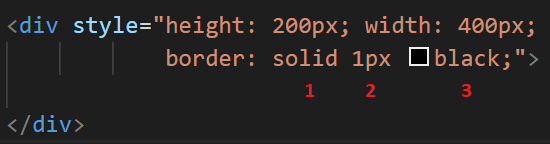 <div style="height: 200px; width: 400px;
border: solid 1px black;">
1 2 3
</div>